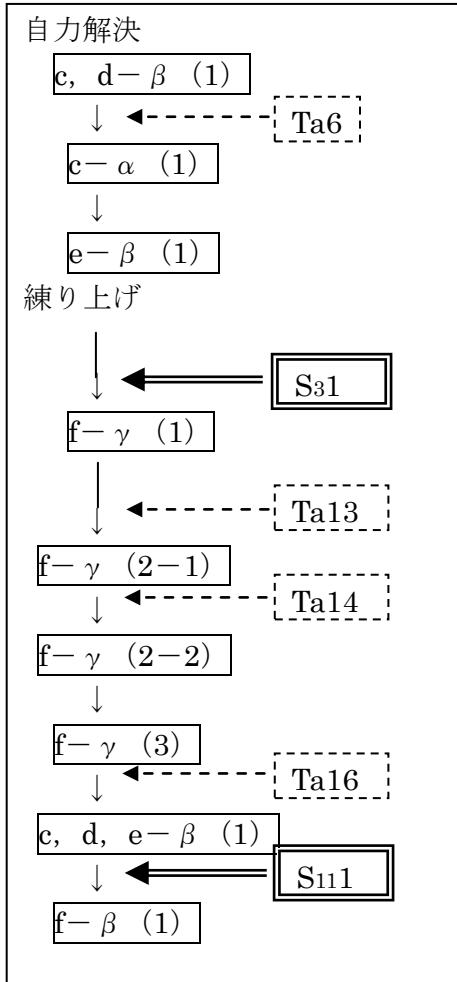 自力解決
c, d－β (1)
↓
Ta6
c－α (1)
↓
e－β (1)
練り上げ
↓
S31
f－γ (1)
↓
Ta13
f－γ (2－1)
↓
Ta14
f－γ (2－2)
↓
f－γ (3)
↓
Ta16
c, d, e－β (1)
↓
S111
f－β (1)